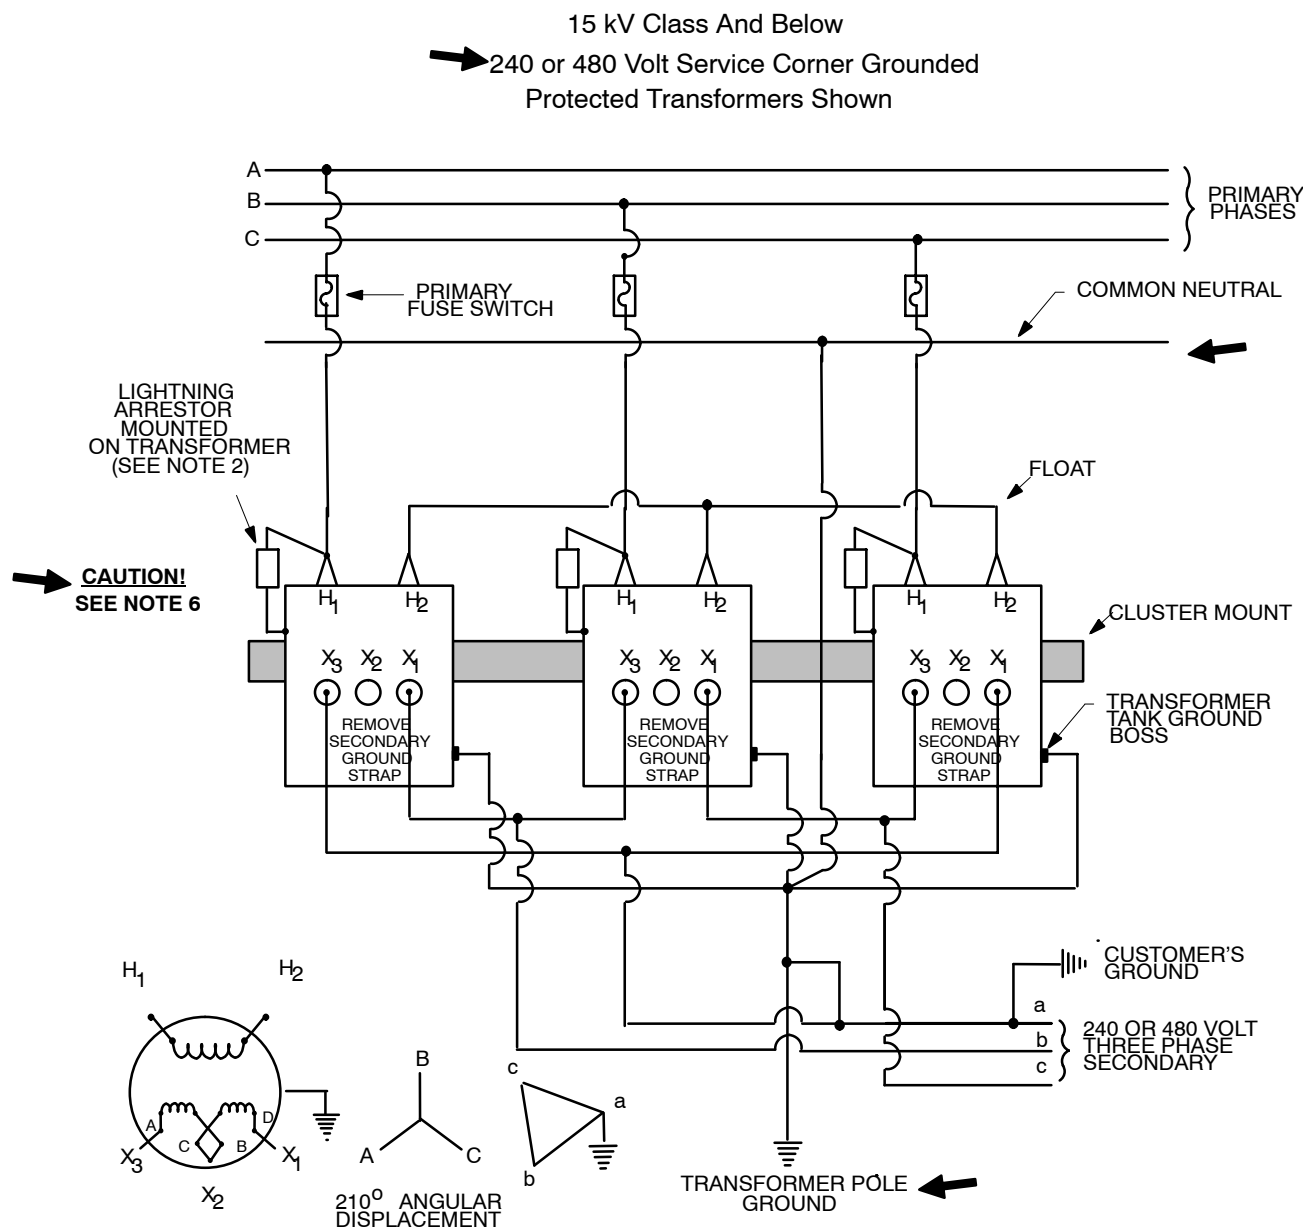 15 kV Class And Below
240 or 480 Volt Service Corner Grounded
Protected Transformers Shown
A
B
C
PRIMARY
PHASES
PRIMARY
FUSE SWITCH
COMMON NEUTRAL
LIGHTNING
ARRESTOR
MOUNTED
ON TRANSFORMER
(SEE NOTE 2)
FLOAT
CAUTION!
SEE NOTE 6
H1
H2
H1
H2
H1
H2
CLUSTER MOUNT
X3 X2 X1
X3 X2 X1
X3 X2 X1
REMOVE
SECONDARY
GROUND
STRAP
REMOVE
SECONDARY
GROUND
STRAP
REMOVE
SECONDARY
GROUND
STRAP
TRANSFORMER
TANK GROUND
BOSS
CUSTOMER'S
GROUND
a
b
c
240 OR 480 VOLT
THREE PHASE
SECONDARY
H1
H2
A
C
B
D
X3
X1
X2
B
A
C
210o ANGULAR
DISPLACEMENT
c
a
b
TRANSFORMER POLE
GROUND